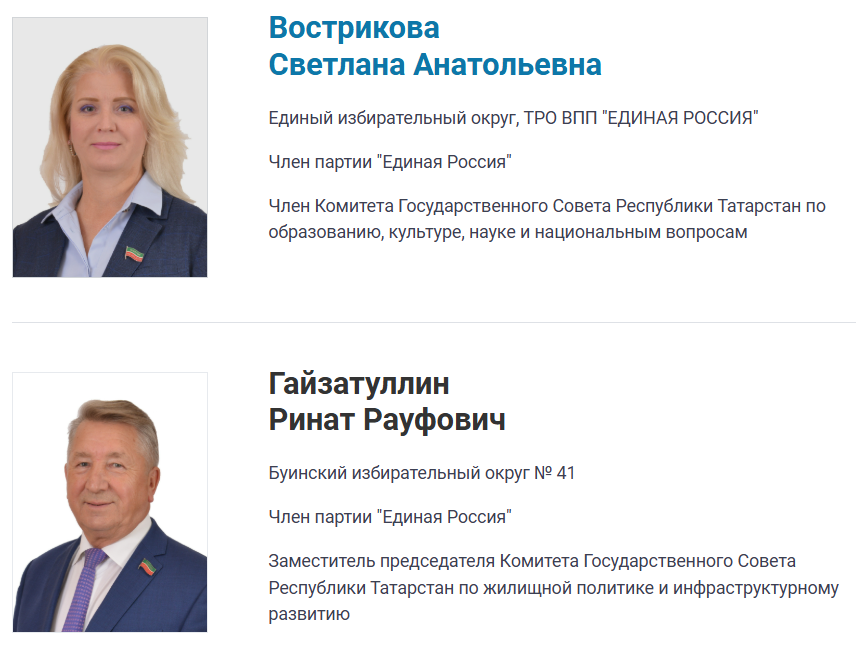 Вострикова
Светлана Анатольевна
Единый избирательный округ, ТРО ВПП "ЕДИНАЯ РОССИЯ"
Член партии "Единая Россия"
Член Комитета Государственного Совета Республики Татарстан по
образованию, культуре, науке и национальным вопросам
Гайзатуллин
Ринат Рауфович
Буинский избирательный округ № 41
Член партии "Единая Россия"
Заместитель председателя Комитета Государственного Совета
Республики Татарстан по жилищной политике и инфраструктурному
развитию